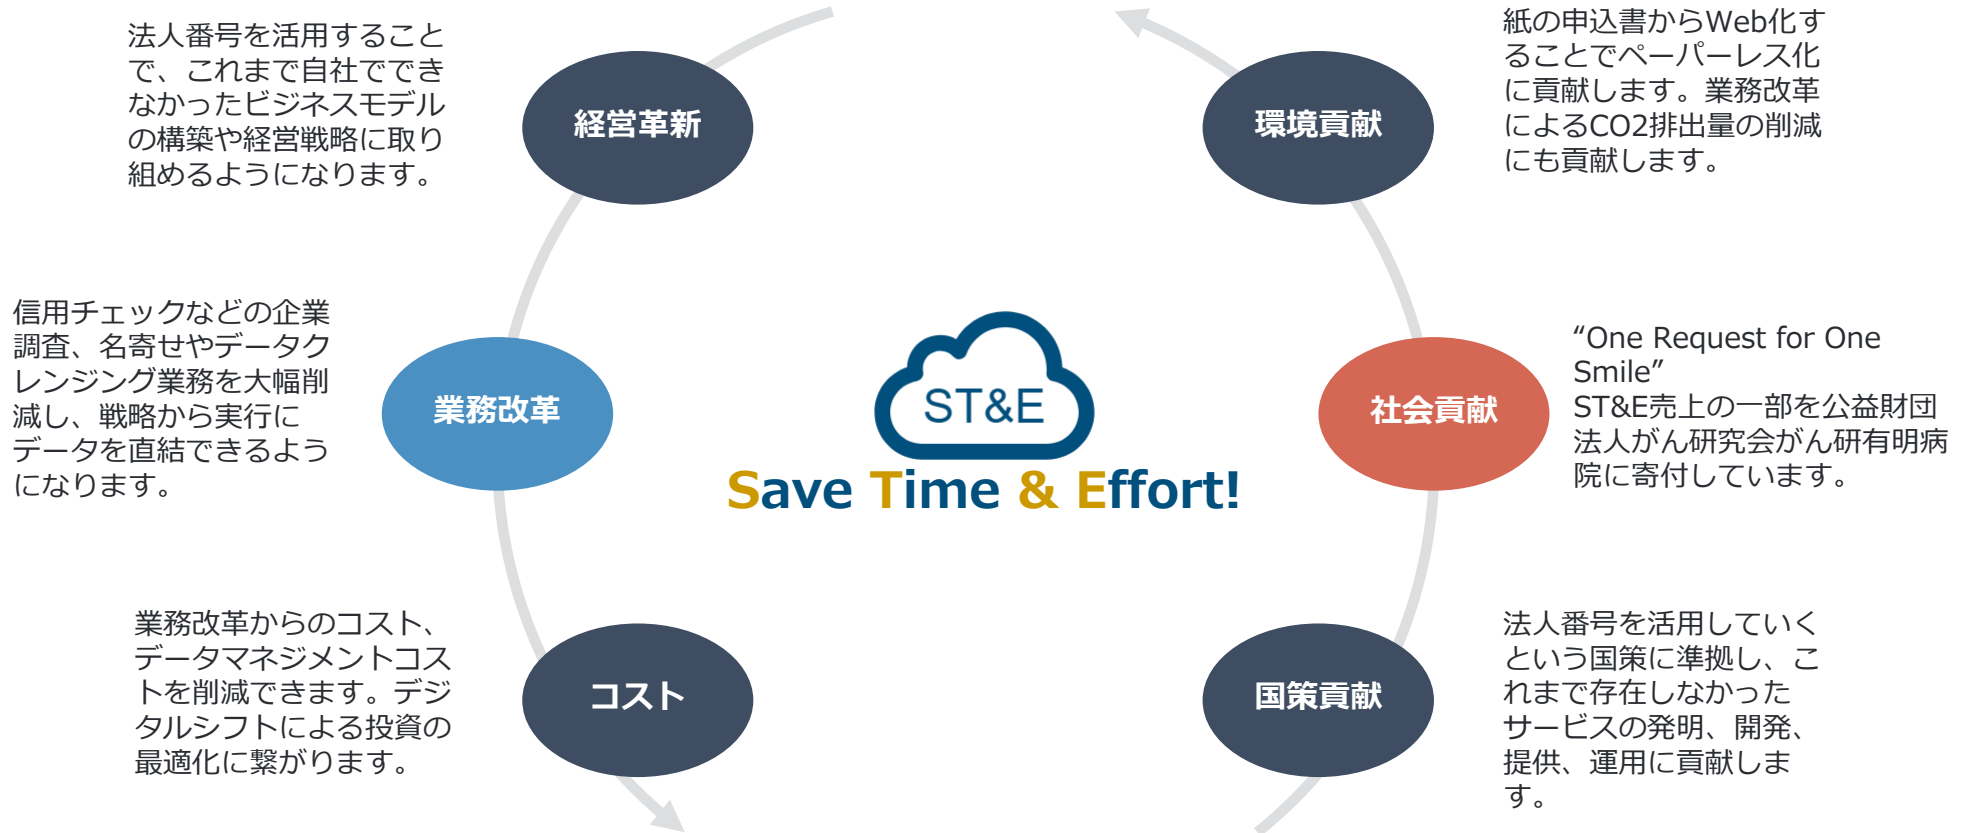 法人番号を活用すること
で、これまで自社ででき
なかったビジネスモデル
の構築や経営戦略に取り
組めるようになります。
経営革新
環境貢献
紙の申込書からWeb化す
ることでペーパーレス化
に貢献します。業務改革
によるCO2排出量の削減
にも貢献します。
信用チェックなどの企業
調査、名寄せやデータク
レンジング業務を大幅削
減し、戦略から実行に
データを直結できるよう
になります。
業務改革
ST&E
Save Time & Effort!
社会貢献
“One Request for One
Smile”
ST&E売上の一部を公益財団
法人がん研究会がん研有明病
院に寄付しています。
業務改革からのコスト、
データマネジメントコス
トを削減できます。デジ
タルシフトによる投資の
最適化に繋がります。
コスト
国策貢献
法人番号を活用していく
という国策に準拠し、こ
れまで存在しなかった
サービスの発明、開発、
提供、運用に貢献しま
す。